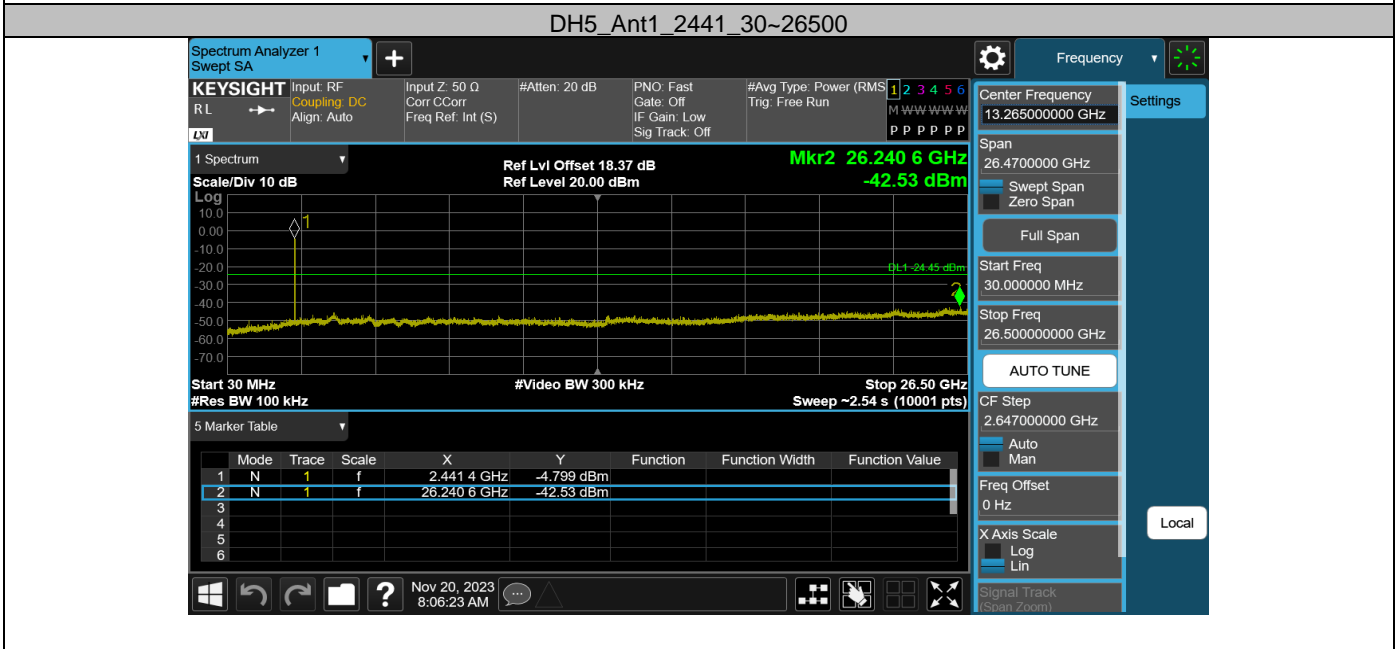 DH5_Ant1_2441_30~26500
Spectrum Analyzer 1
Swept SA
+
Frequency
KEYSIGHT
RL
LXI
Input: RF
Coupling: DC
Align: Auto
Input Z: 50 Ω
Corr CCorr
Freq Ref: Int (S)
#Atten: 20 dB
PNO: Fast
Gate: Off
IF Gain: Low
Sig Track: Off
#Avg Type: Power (RMS
Trig: Free Run
1 2 3 4 5 6
M W W W W W
P P P P P P
1 Spectrum
Scale/Div 10 dB
Ref Lvl Offset 18.37 dB
Ref Level 20.00 dBm
Mkr2 26.240 6 GHz
-42.53 dBm
Log
10.0
0.00
-10.0
-20.0
-30.0
-40.0
-50.0
-60.0
-70.0
1
DL1 -24.45 dBm
2
Start 30 MHz
#Video BW 300 kHz
Stop 26.50 GHz
#Res BW 100 kHz
Sweep ~2.54 s (10001 pts)
5 Marker Table
Mode Trace Scale X Y Function Function Width Function Value
1 N 1 f 2.441 4 GHz -4.799 dBm
2 N 1 f 26.240 6 GHz -42.53 dBm
3
4
5
6
Center Frequency
13.265000000 GHz
Settings
Span
26.4700000 GHz
Swept Span
Zero Span
Full Span
Start Freq
30.000000 MHz
Stop Freq
26.500000000 GHz
AUTO TUNE
CF Step
2.647000000 GHz
Auto
Man
Freq Offset
0 Hz
X Axis Scale
Log
Lin
Local
Signal Track
(Span Zoom)
?
Nov 20, 2023
8:06:23 AM